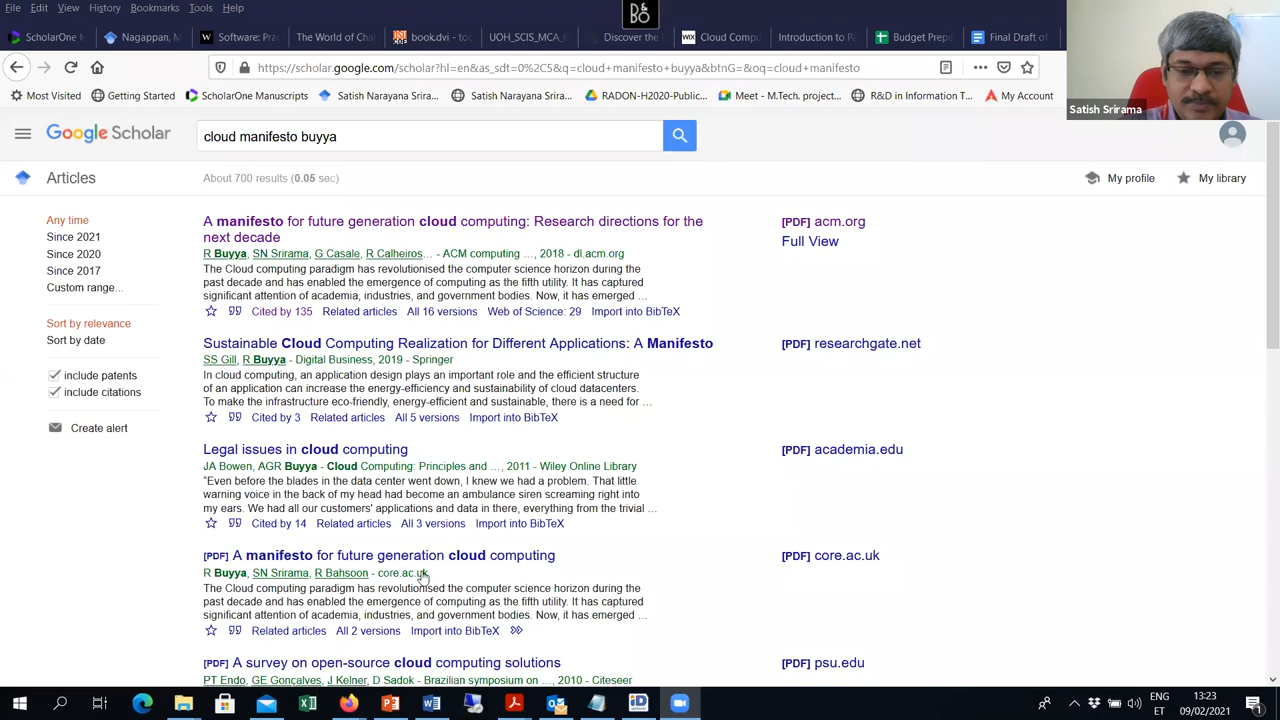 File Edit View History Bookmarks Tools Help
ScholarOne M Nagappan, M Software: Pra The World of Cha book.dvi - to UOH_SCIS_MCA Discover the WIX Cloud Comp Introduction to Pe Budget Prepa Final Draft of
https://scholar.google.com/scholar?hl=en&as_sdt=0%2C5&q=cloud+manifesto+buyya&btnG=&oq=cloud+manifesto
Most Visited Getting Started ScholarOne Manuscripts Satish Narayana Srira... Satish Narayana Srira... RADON-H2020-Public... Meet - M.Tech. project... R&D in Information T... My Account
Satish Srirama
Google Scholar
cloud manifesto buyya
Articles
About 700 results (0.05 sec)
My profile My library
Any time
Since 2021
Since 2020
Since 2017
Custom range...
Sort by relevance
Sort by date
include patents
include citations
Create alert
A manifesto for future generation cloud computing: Research directions for the
next decade
R Buyya, SN Srirama, G Casale, R Calheiros... - ACM computing ..., 2018 - dl.acm.org
The Cloud computing paradigm has revolutionised the computer science horizon during the
past decade and has enabled the emergence of computing as the fifth utility. It has captured
significant attention of academia, industries, and government bodies. Now, it has emerged ...
Cited by 135 Related articles All 16 versions Web of Science: 29 Import into BibTeX
[PDF] acm.org
Full View
Sustainable Cloud Computing Realization for Different Applications: A Manifesto
SS Gill, R Buyya - Digital Business, 2019 - Springer
In cloud computing, an application design plays an important role and the efficient structure
of an application can increase the energy-efficiency and sustainability of cloud datacenters.
To make the infrastructure eco-friendly, energy-efficient and sustainable, there is a need for ...
Cited by 3 Related articles All 5 versions Import into BibTeX
[PDF] researchgate.net
Legal issues in cloud computing
JA Bowen, AGR Buyya - Cloud Computing: Principles and ..., 2011 - Wiley Online Library
“Even before the blades in the data center went down, I knew we had a problem. That little
warning voice in the back of my head had become an ambulance siren screaming right into
my ears. We had all our customers' applications and data in there, everything from the trivial ...
Cited by 14 Related articles All 3 versions Import into BibTeX
[PDF] academia.edu
[PDF] A manifesto for future generation cloud computing
R Buyya, SN Srirama, R Bahsoon - core.ac.uk
The Cloud computing paradigm has revolutionised the computer science horizon during the
past decade and has enabled the emergence of computing as the fifth utility. It has captured
significant attention of academia, industries, and government bodies. Now, it has emerged ...
Related articles All 2 versions Import into BibTeX
[PDF] core.ac.uk
[PDF] A survey on open-source cloud computing solutions
PT Endo, GE Gonçalves, J Kelner, D Sadok - Brazilian symposium on ..., 2010 - Citeseer
[PDF] psu.edu
ENG
ET
13:23
09/02/2021